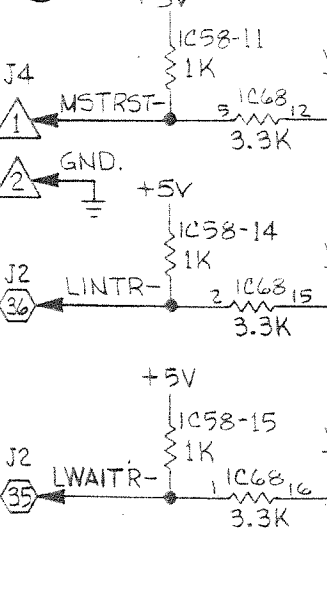 +5V
IC58-11
1K
J4
MSTRST-
1
5 IC68 12
3.3K
GND.
2
+5V
IC58-14
1K
J2
LINTR-
36
2 IC68 15
3.3K
+5V
IC58-15
1K
J2
LWAITR-
35
1 IC68 16
3.3K